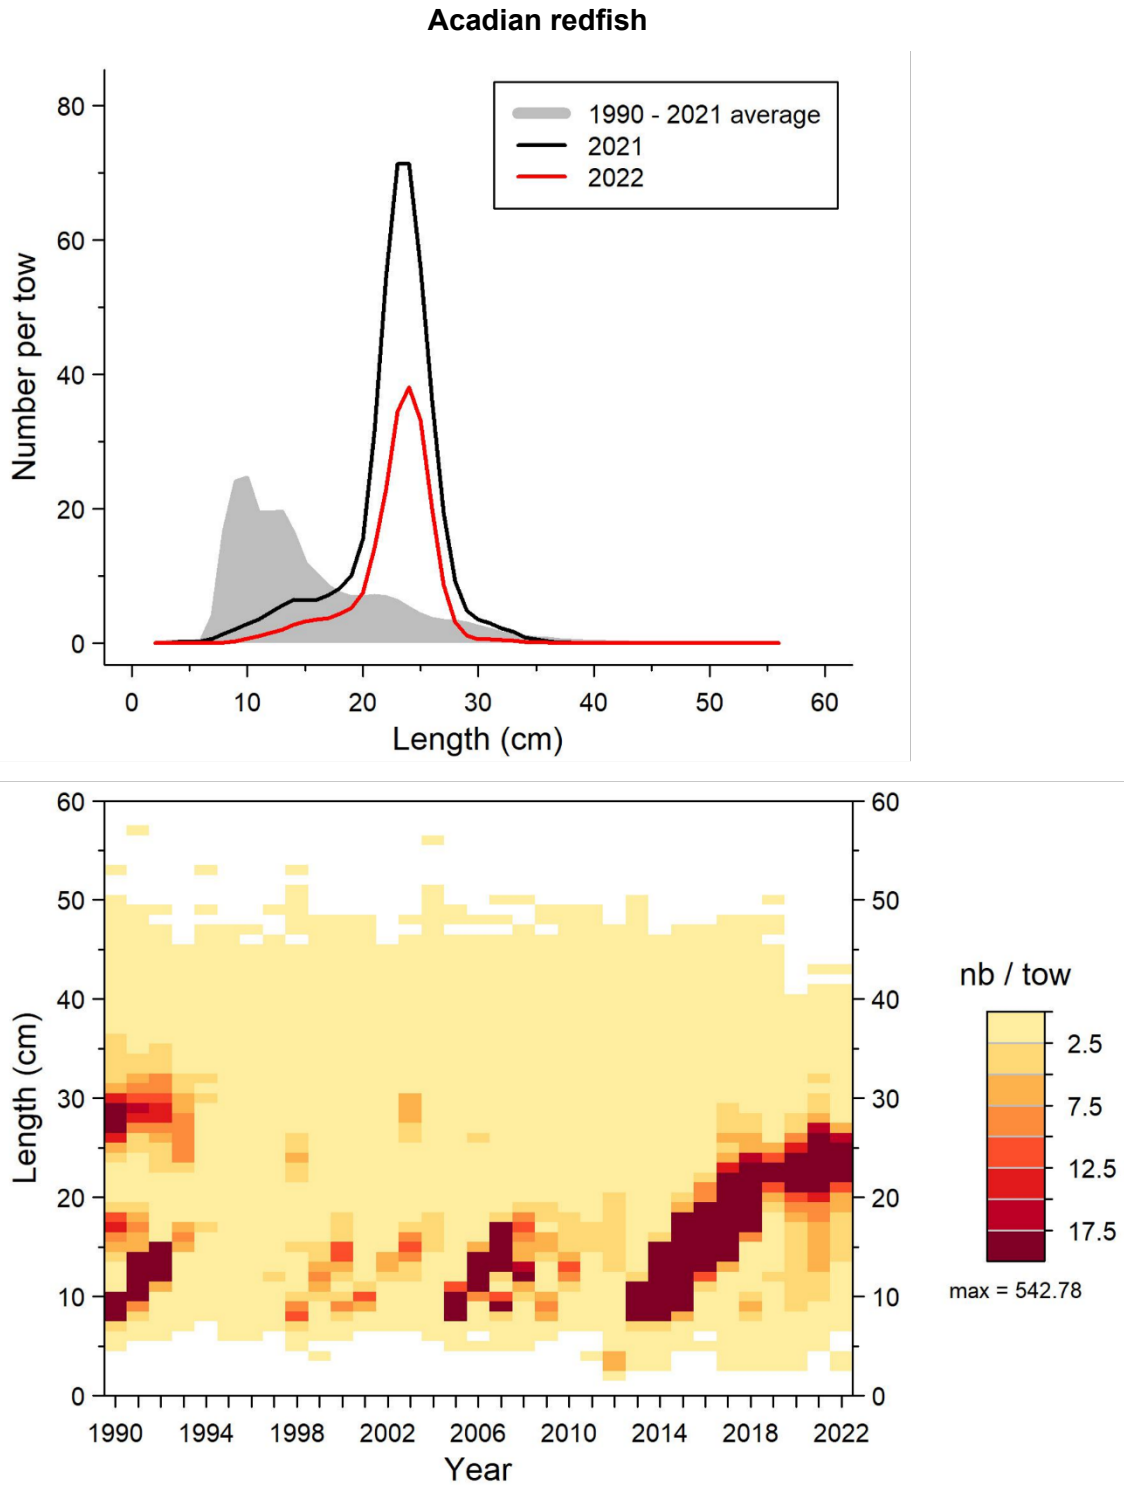 Acadian redfish
80
60
40
20
0
Number per tow
1990 - 2021 average
2021
2022
0 10 20 30 40 50 60
Length (cm)
60
50
40
30
20
10
0
Length (cm)
60
50
40
30
20
10
0
1990 1994 1998 2002 2006 2010 2014 2018 2022
Year
nb / tow
2.5
7.5
12.5
17.5
max = 542.78